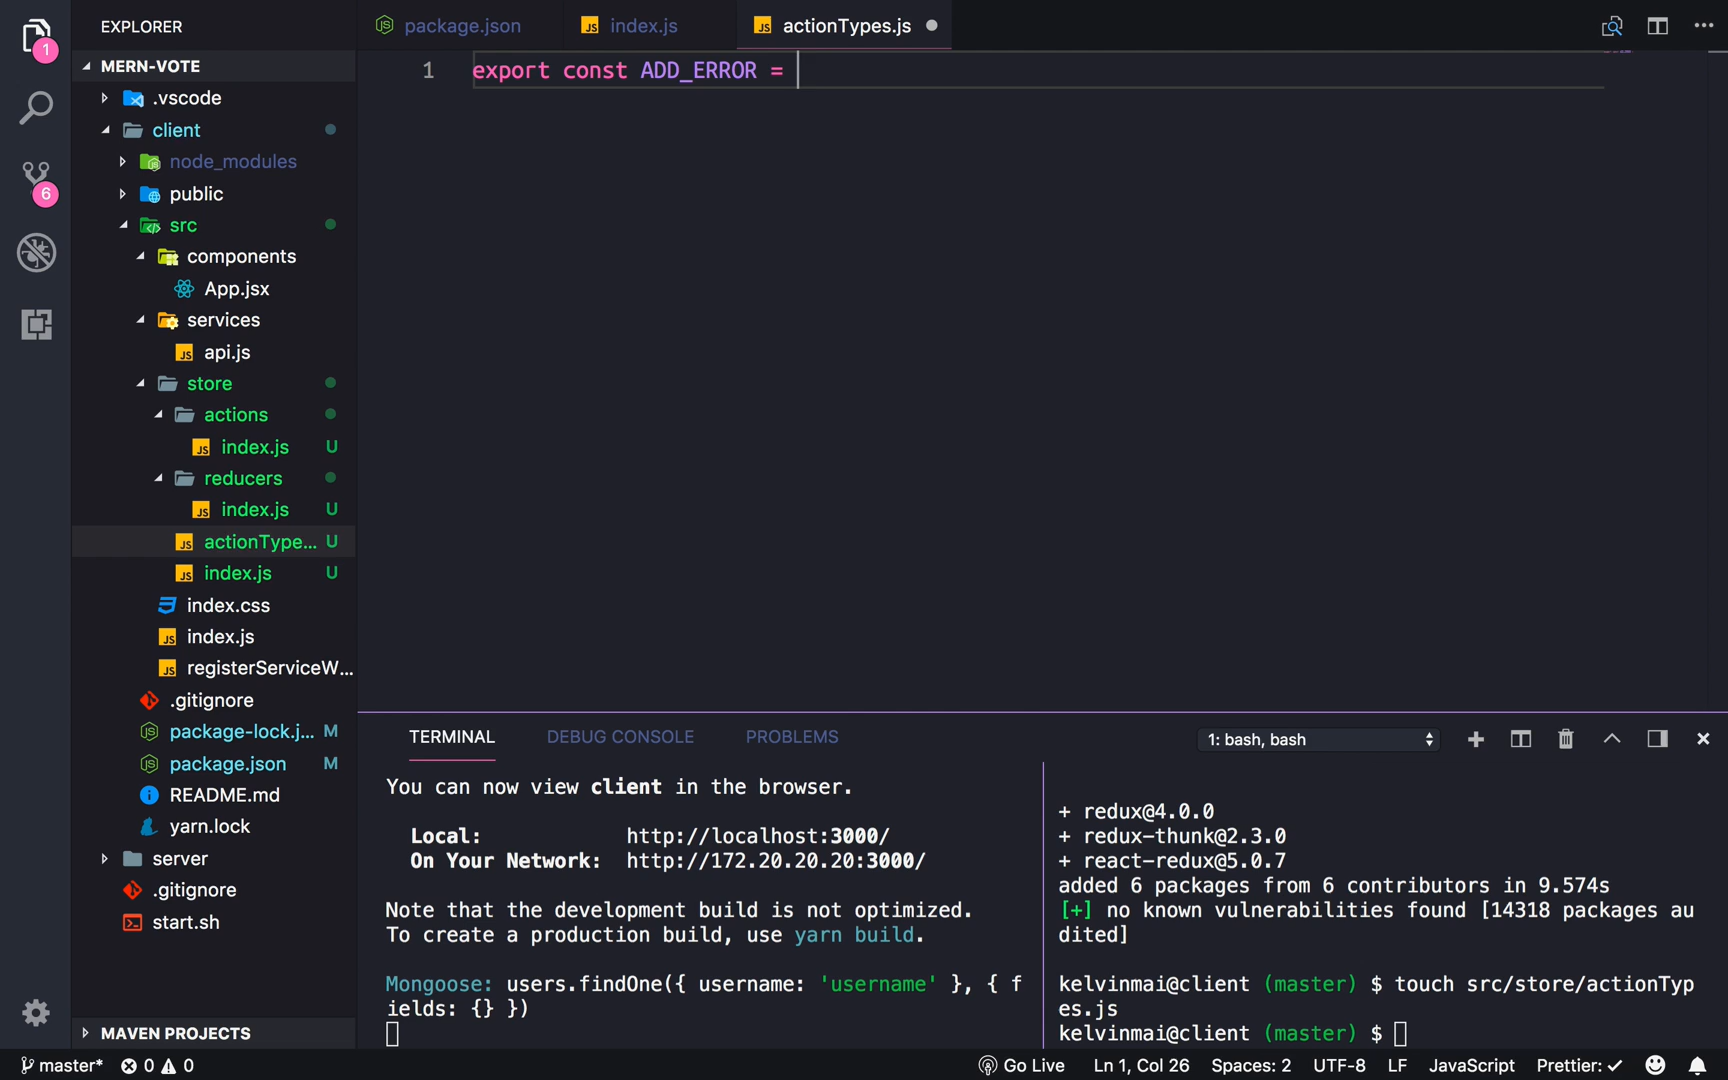 EXPLORER
1
MERN-VOTE
.vscode
client
node_modules
public
6
src
components
App.jsx
services
api.js
store
actions
index.js U
reducers
index.js U
actionType... U
index.js U
index.css
index.js
registerServiceW...
.gitignore
package-lock.j... M
package.json M
README.md
yarn.lock
server
.gitignore
start.sh
MAVEN PROJECTS
package.json
JS index.js
JS actionTypes.js
1 export const ADD_ERROR =
TERMINAL DEBUG CONSOLE PROBLEMS
1: bash, bash
You can now view client in the browser.
Local: http://localhost:3000/
On Your Network: http://172.20.20.20:3000/
Note that the development build is not optimized.
To create a production build, use yarn build.
Mongoose: users.findOne({ username: 'username' }, { f
ields: {} })
+ redux@4.0.0
+ redux-thunk@2.3.0
+ react-redux@5.0.7
added 6 packages from 6 contributors in 9.574s
[+] no known vulnerabilities found [14318 packages au
dited]
kelvinmai@client (master) $ touch src/store/actionTyp
es.js
kelvinmai@client (master) $
master* 0 0 Go Live Ln 1, Col 26 Spaces: 2 UTF-8 LF JavaScript Prettier: ✓